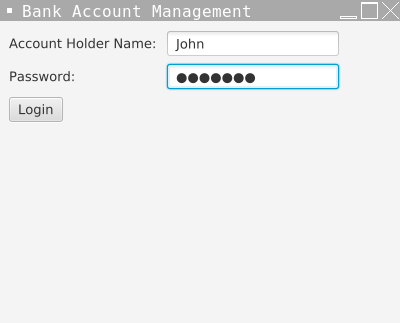 Bank Account Management
Account Holder Name: John
Password: ●●●●●●●
Login